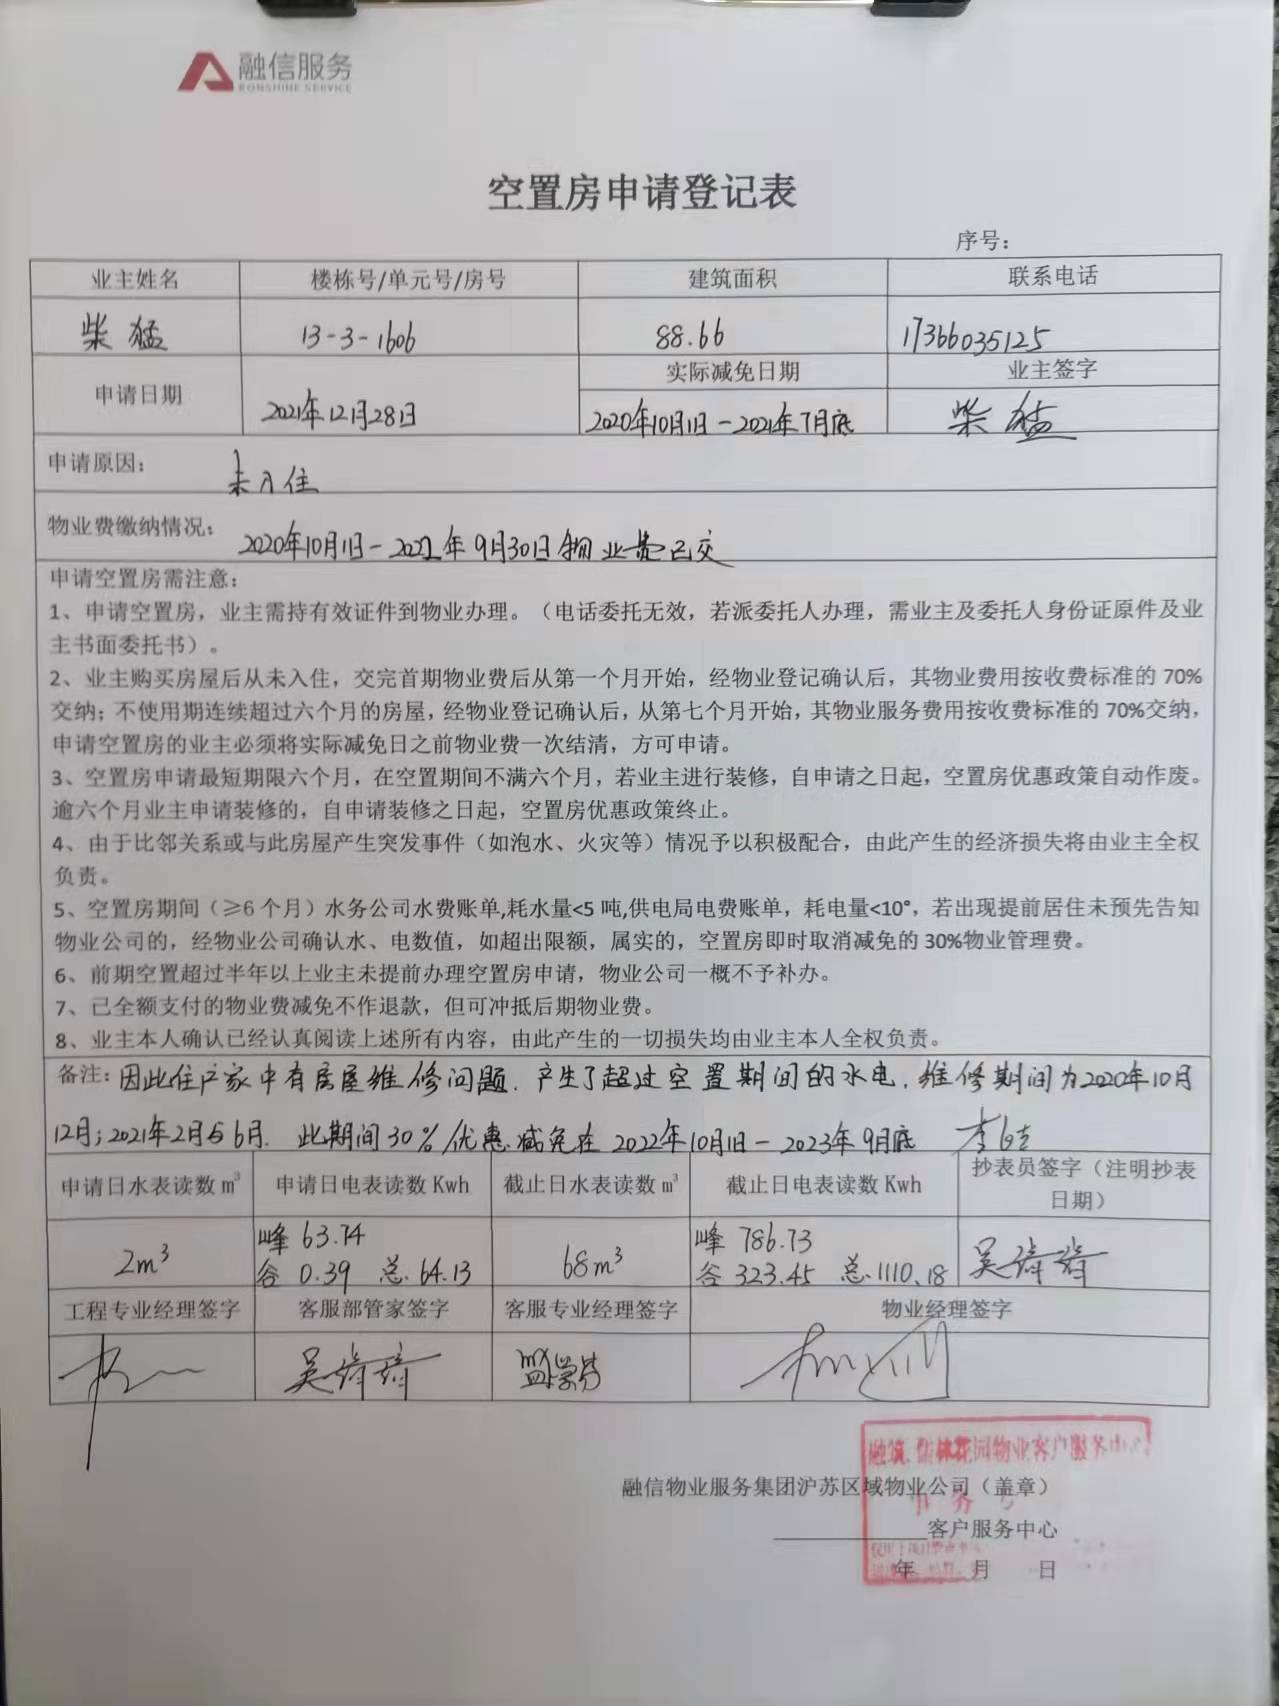 融信服务
RONSHINE SERVICE
空置房申请登记表
序号：
业主姓名 楼栋号/单元号/房号 建筑面积 联系电话
柴猛 13-3-1606 88.66 17366035125
申请日期 2021年12月28日 实际减免日期 业主签字
2020年10月1日-2021年7月底 柴猛
申请原因： 未入住
物业费缴纳情况： 2020年10月1日-2022年9月30日物业费已交
申请空置房需注意：
1、申请空置房，业主需持有效证件到物业办理。（电话委托无效，若派委托人办理，需业主及委托人身份证原件及业
主书面委托书）。
2、业主购买房屋后从未入住，交完首期物业费后从第一个月开始，经物业登记确认后，其物业费用按收费标准的 70%
交纳；不使用期连续超过六个月的房屋，经物业登记确认后，从第七个月开始，其物业服务费用按收费标准的 70%交纳，
申请空置房的业主必须将实际减免日之前物业费一次结清，方可申请。
3、空置房申请最短期限六个月，在空置期间不满六个月，若业主进行装修，自申请之日起，空置房优惠政策自动作废。
逾六个月业主申请装修的，自申请装修之日起，空置房优惠政策终止。
4、由于比邻关系或与此房屋产生突发事件（如泡水、火灾等）情况予以积极配合，由此产生的经济损失将由业主全权
负责。
5、空置房期间（≥6 个月）水务公司水费账单,耗水量<5 吨,供电局电费账单，耗电量<10°，若出现提前居住未预先告知
物业公司的，经物业公司确认水、电数值，如超出限额，属实的，空置房即时取消减免的 30%物业管理费。
6、前期空置超过半年以上业主未提前办理空置房申请，物业公司一概不予补办。
7、已全额支付的物业费减免不作退款，但可冲抵后期物业费。
8、业主本人确认已经认真阅读上述所有内容，由此产生的一切损失均由业主本人全权负责。
备注：因此住户家中有房屋维修问题，产生了超过空置期间的水电，维修期间为2020年10月
12月；2021年2月与6月．此期间30%优惠减免在2022年10月1日-2023年9月底
申请日水表读数 m³ 申请日电表读数 Kwh 截止日水表读数 m³ 截止日电表读数 Kwh 抄表员签字（注明抄表
日期）
2m³ 峰 63.74 68m³ 峰 786.73 吴琦琦
谷 0.39 总 64.13 谷 323.45 总 1110.18
工程专业经理签字 客服部管家签字 客服专业经理签字 物业经理签字
吴琦琦
融筑 儒林花园物业客户服务中心
融信物业服务集团沪苏区域物业公司（盖章）
客户服务中心
年 月 日